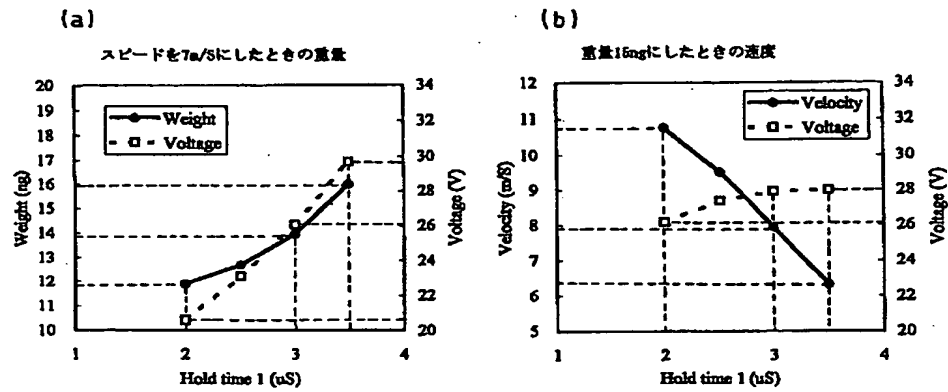 (a)
スピードを7m/Sにしたときの重量
20
19
18
17
16
15
14
13
12
11
10
Weight (ng)
34
32
30
28
26
24
22
20
Voltage (V)
Weight
Voltage
1 2 3 4
Hold time 1 (uS)
(b)
重量15ngにしたときの速度
12
11
10
9
8
7
6
5
Velocity (m/S)
34
32
30
28
26
24
22
20
Voltage (V)
Velocity
Voltage
1 2 3 4
Hold time 1 (uS)